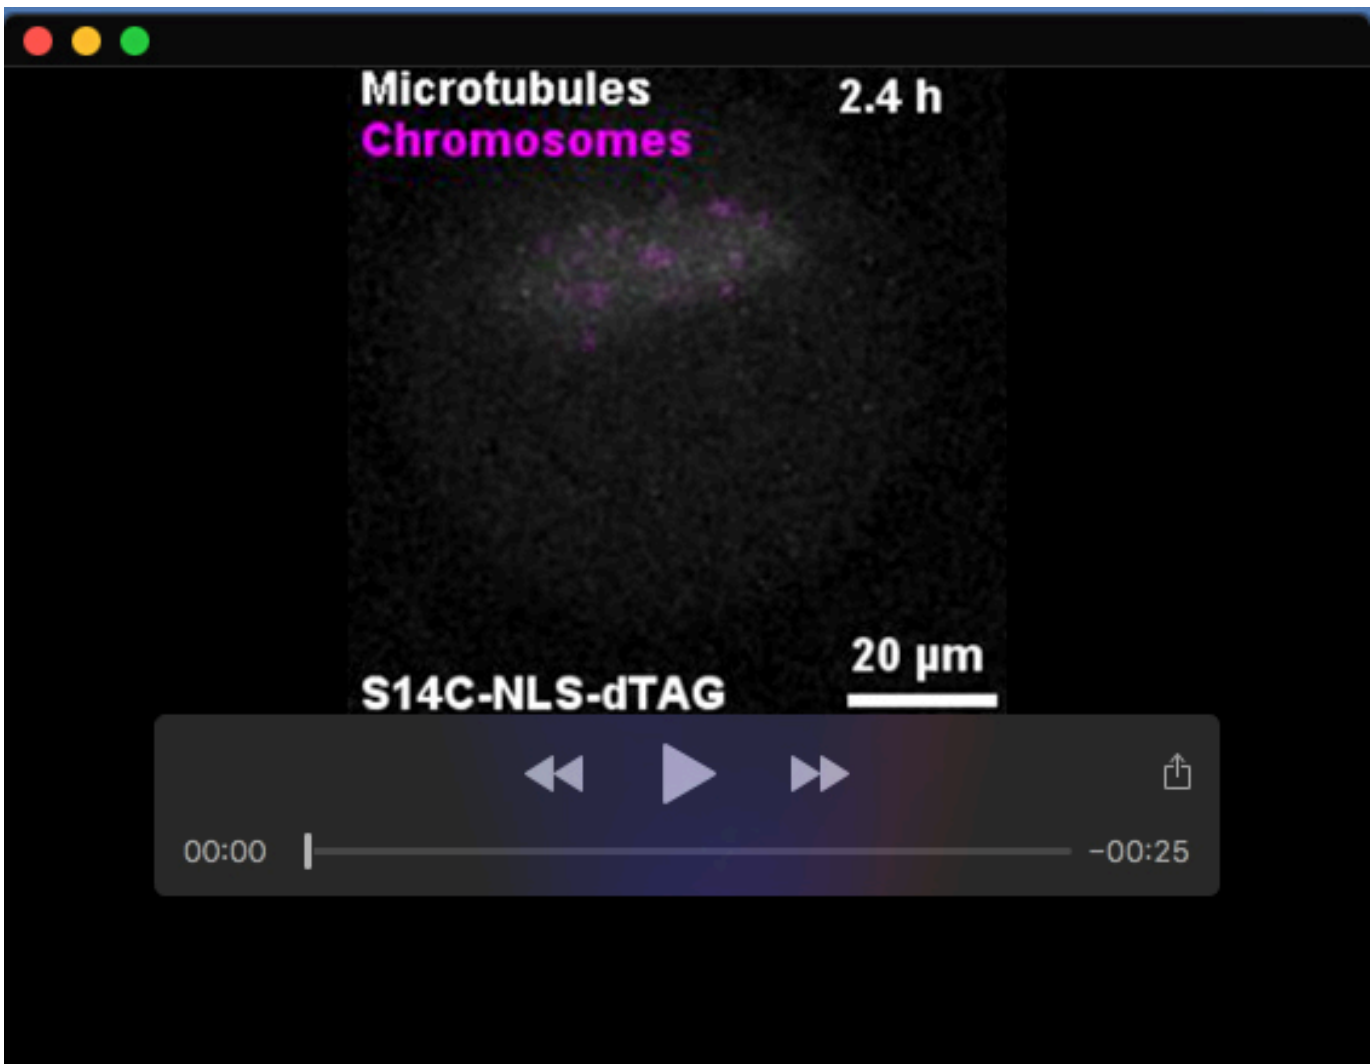 Microtubules
2.4 h
Chromosomes
20 µm
S14C-NLS-dTAG
00:00
-00:25